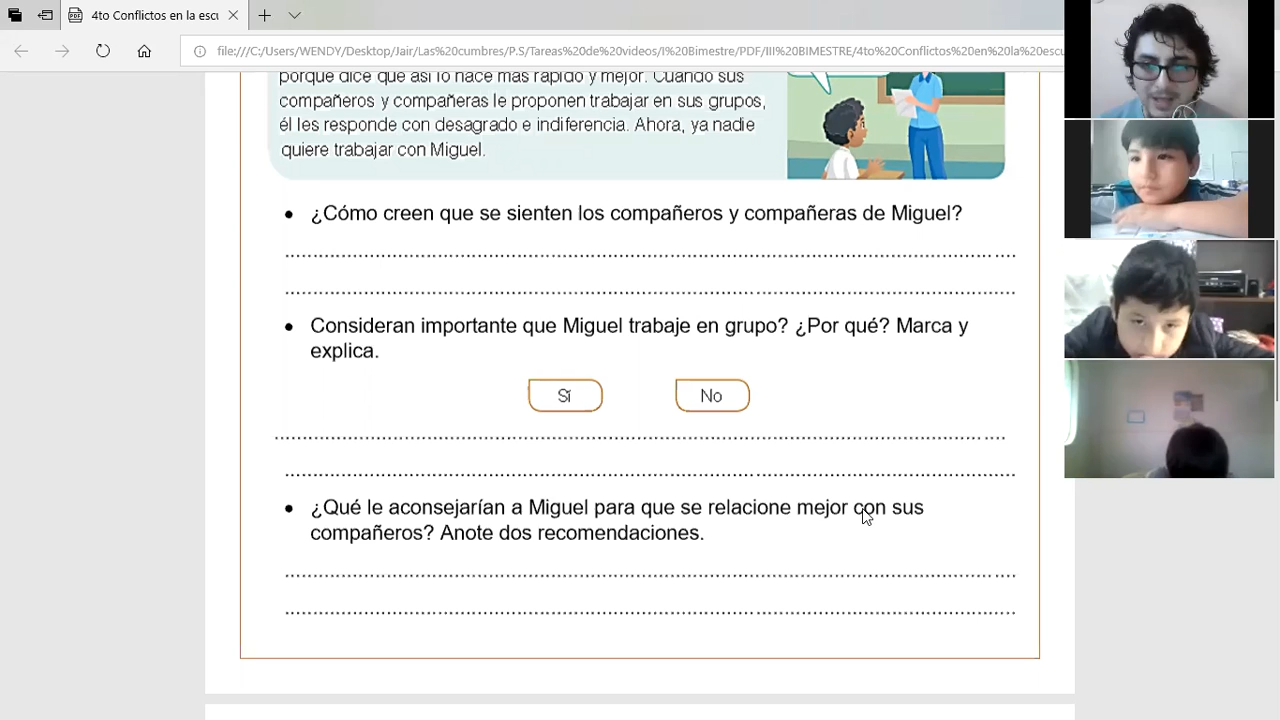 4to Conflictos en la escu
file:///C:/Users/WENDY/Desktop/Jair/Las%20cumbres/P.S/Tareas%20de%20videos/I%20Bimestre/PDF/III%20BIMESTRE/4to%20Conflictos%20en%20la%20escu
porque dice que así lo hace más rápido y mejor. Cuando sus
compañeros y compañeras le proponen trabajar en sus grupos,
él les responde con desagrado e indiferencia. Ahora, ya nadie
quiere trabajar con Miguel.
• ¿Cómo creen que se sienten los compañeros y compañeras de Miguel?
• Consideran importante que Miguel trabaje en grupo? ¿Por qué? Marca y
explica.
Sí No
• ¿Qué le aconsejarían a Miguel para que se relacione mejor con sus
compañeros? Anote dos recomendaciones.